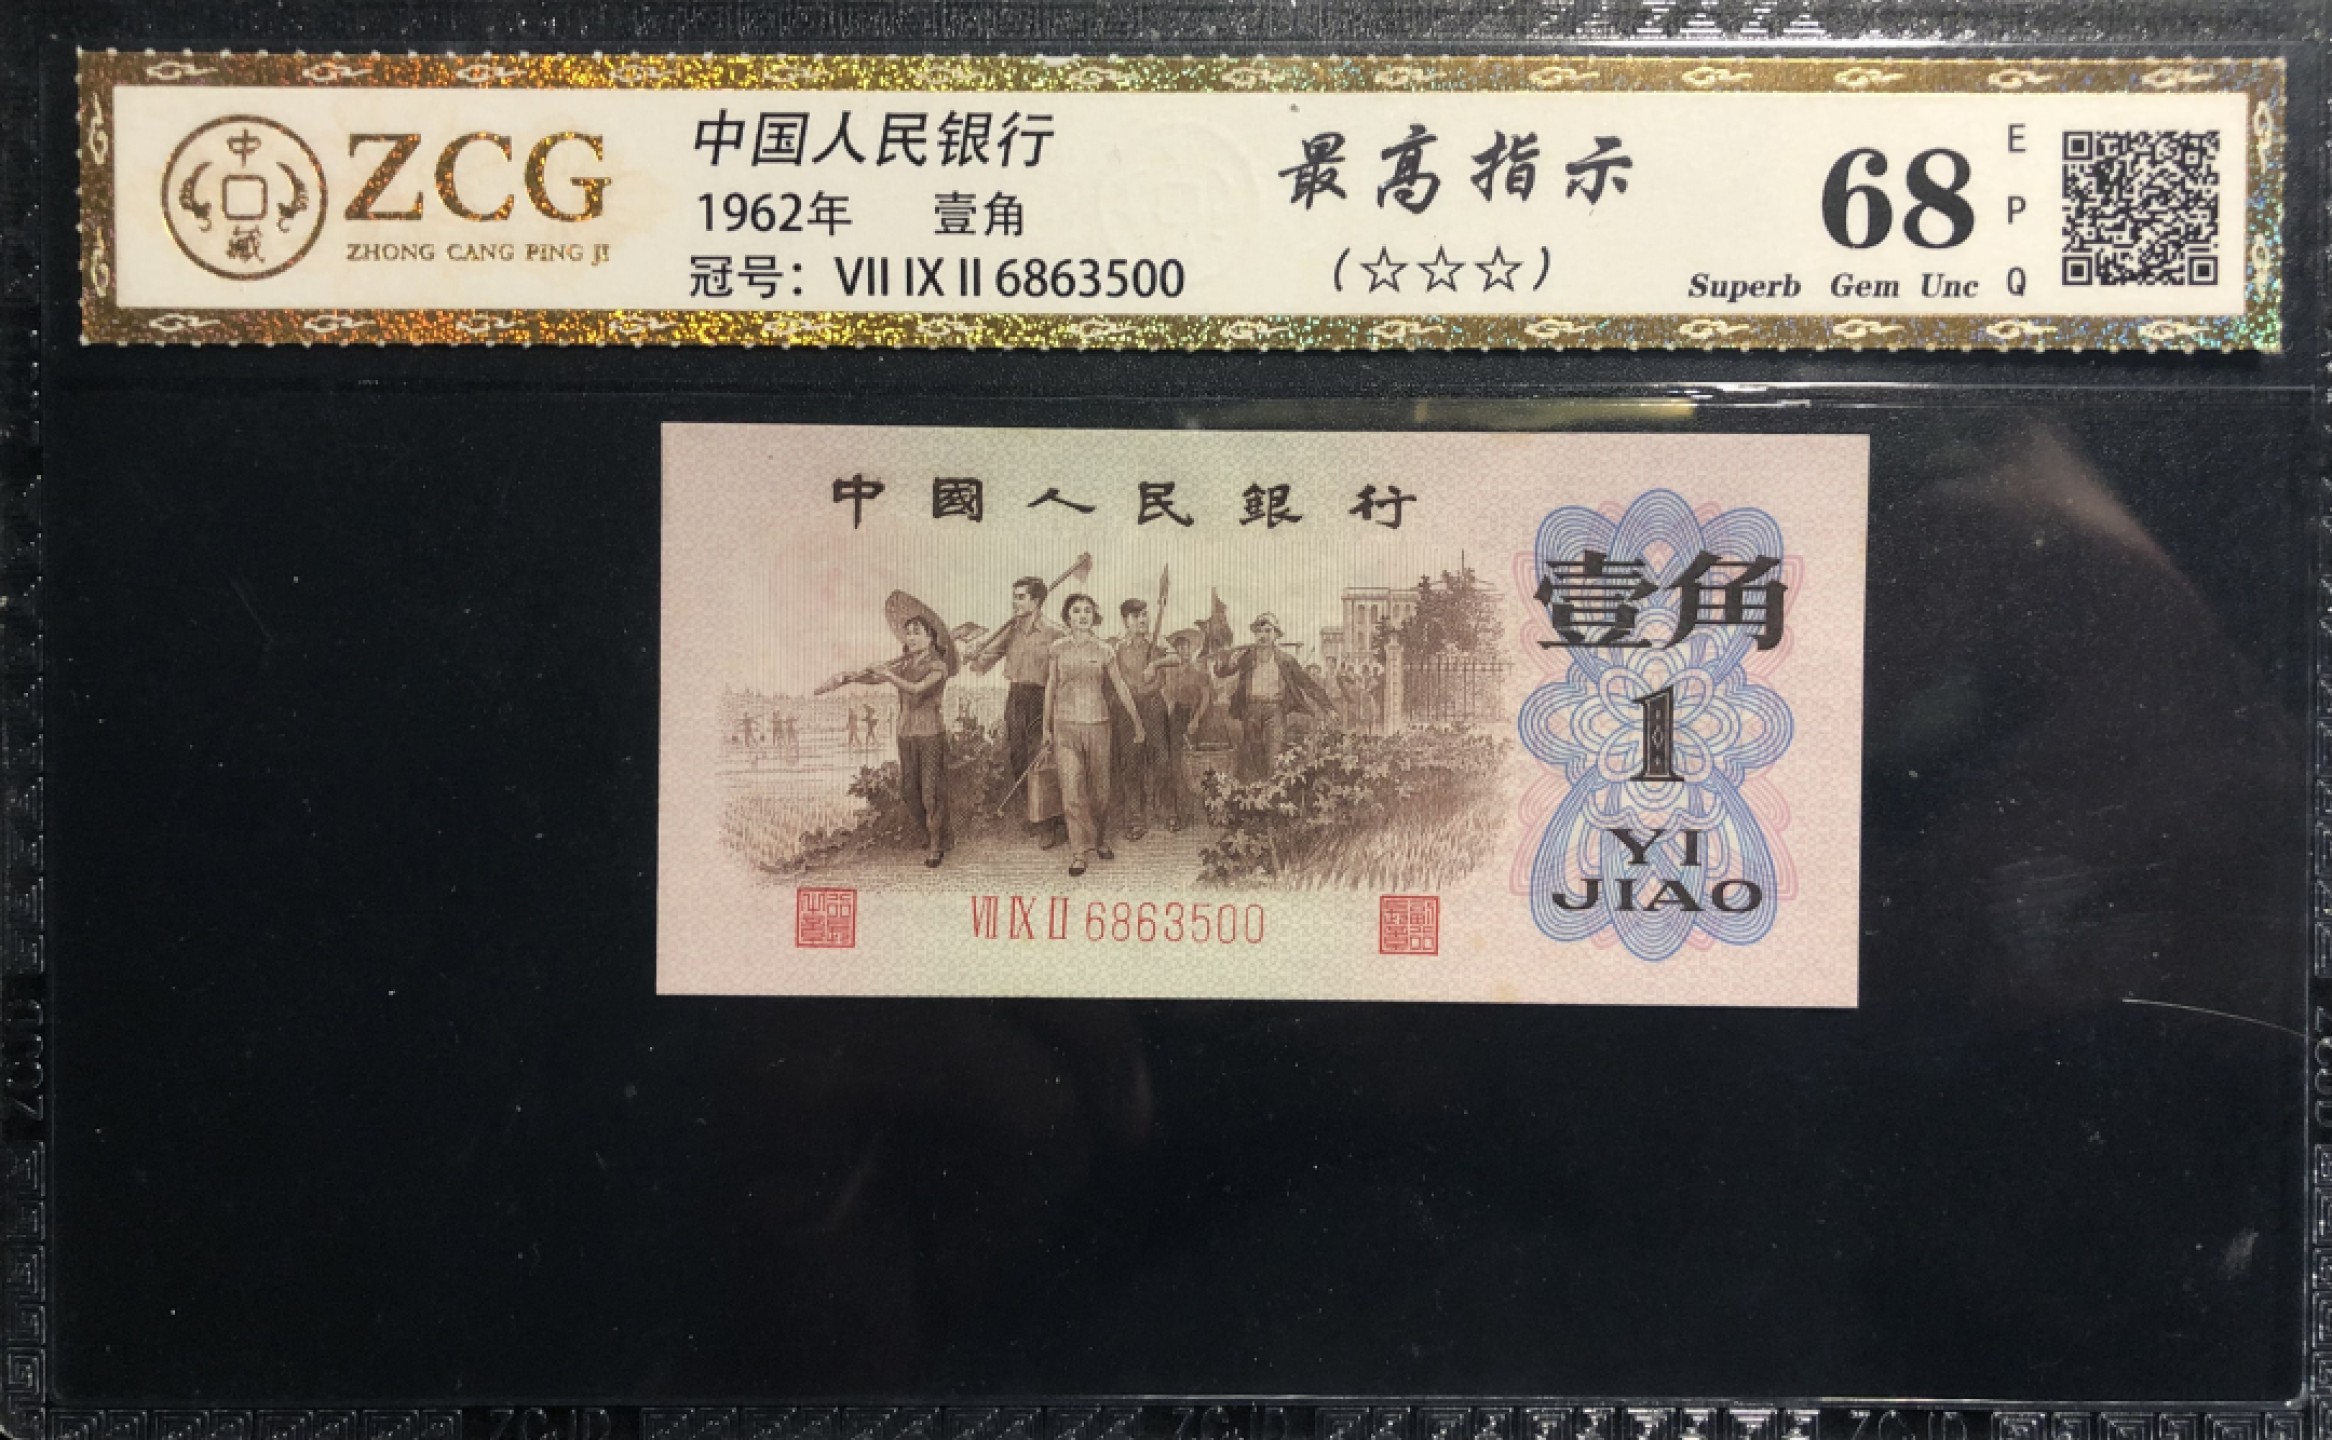 中
藏
ZCG
ZHONG CANG PING JI
中国人民银行
1962年 壹角
冠号：VII IX II 6863500
最高指示
(☆☆☆)
68
Superb Gem Unc
E
P
Q
中國人民銀行
壹角
1
YI
JIAO
VII IX II 6863500